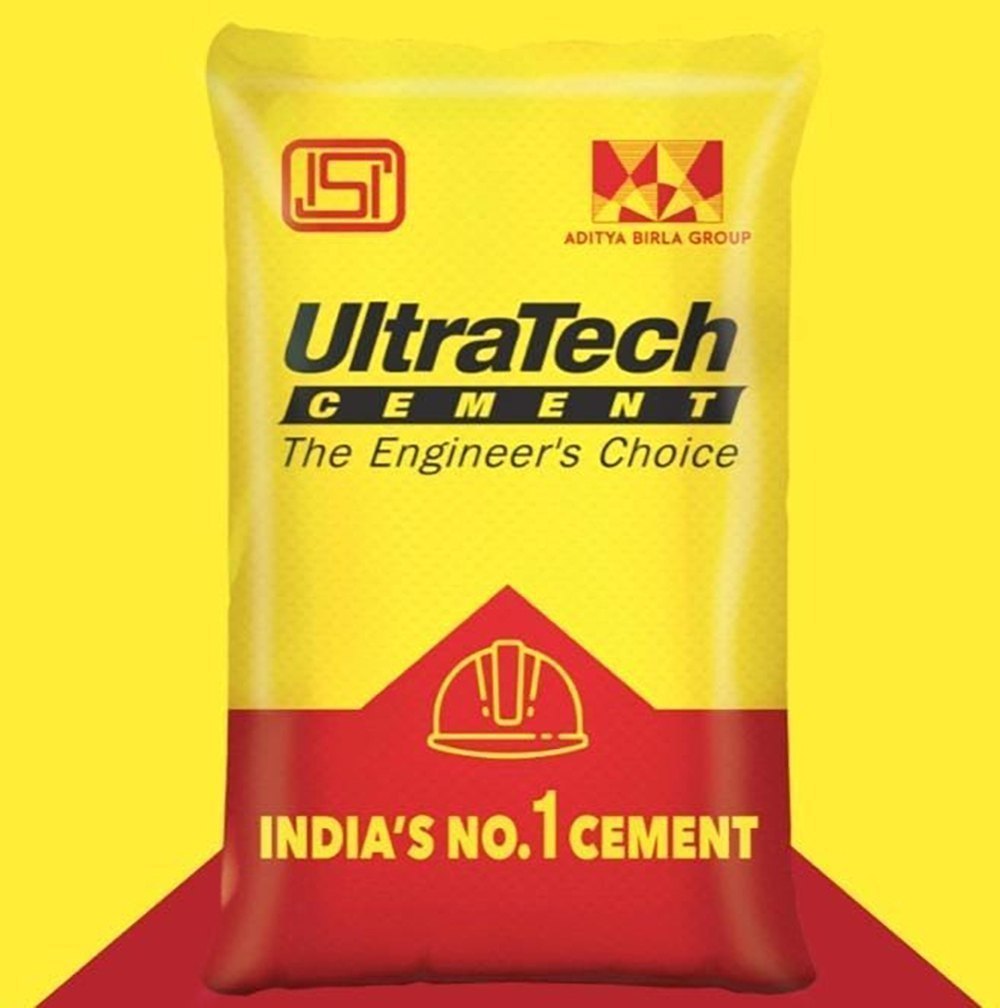 ISI
ADITYA BIRLA GROUP
UltraTech
CEMENT
The Engineer's Choice
INDIA'S NO.1 CEMENT